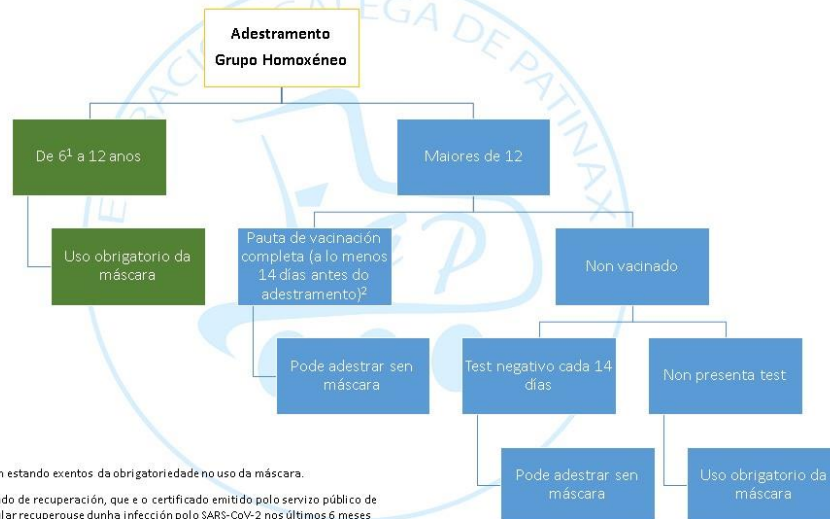 Adestramento
Grupo Homoxéneo
De 6¹ a 12 anos
Maiores de 12
Uso obrigatorio da
máscara
Pauta de vacinación
completa (a lo menos
14 días antes do
adestramento)²
Non vacinado
Pode adestrar sen
máscara
Test negativo cada 14
días
Non presenta test
Pode adestrar sen
máscara
Uso obrigatorio da
máscara
estando exentos da obrigatoriedade no uso da máscara.
de recuperación, que e o certificado emitido polo servizo público de
recuperouse dunha infección polo SARS-CoV-2 nos últimos 6 meses
GALEGA DE PATINAX